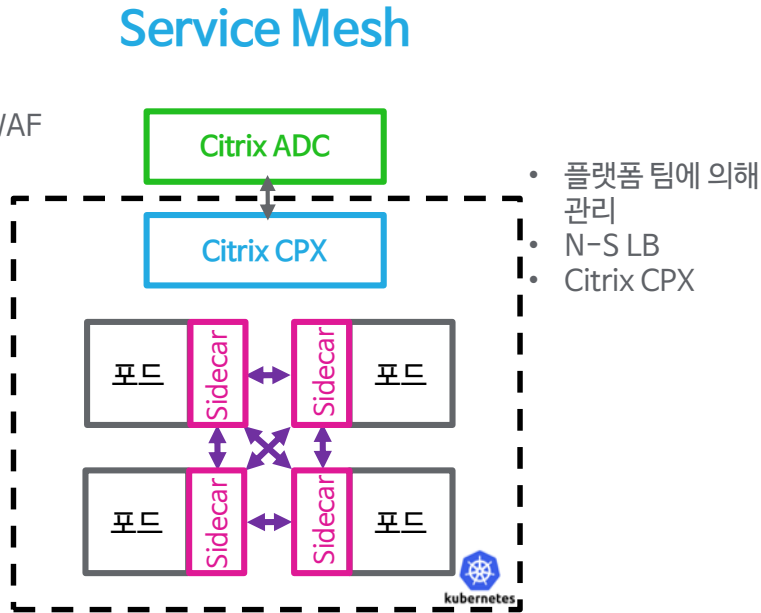 Service Mesh
/AF
Citrix ADC
• 플랫폼 팀에 의해
관리
• N-S LB
• Citrix CPX
Citrix CPX
포드
Sidecar
Sidecar
포드
포드
Sidecar
Sidecar
포드
kubernetes